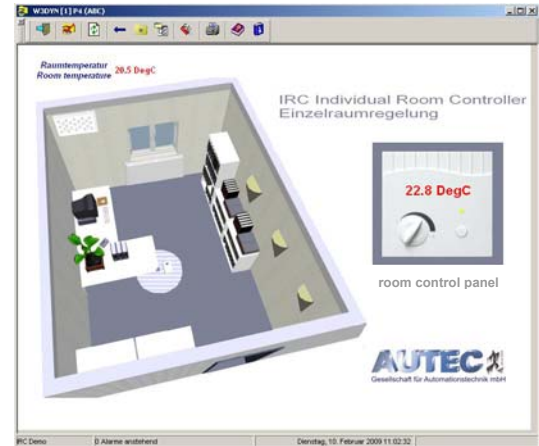 W3DYN [1] P4 (ABC)
Raumtemperatur
Room temperature
20.5 DegC
IRC Individual Room Controller
Einzelraumregelung
22.8 DegC
room control panel
AUTEC
Gesellschaft für Automationstechnik mbH
IRC Demo
0 Alarme anstehend
Dienstag, 10. Februar 2009 11:02:32